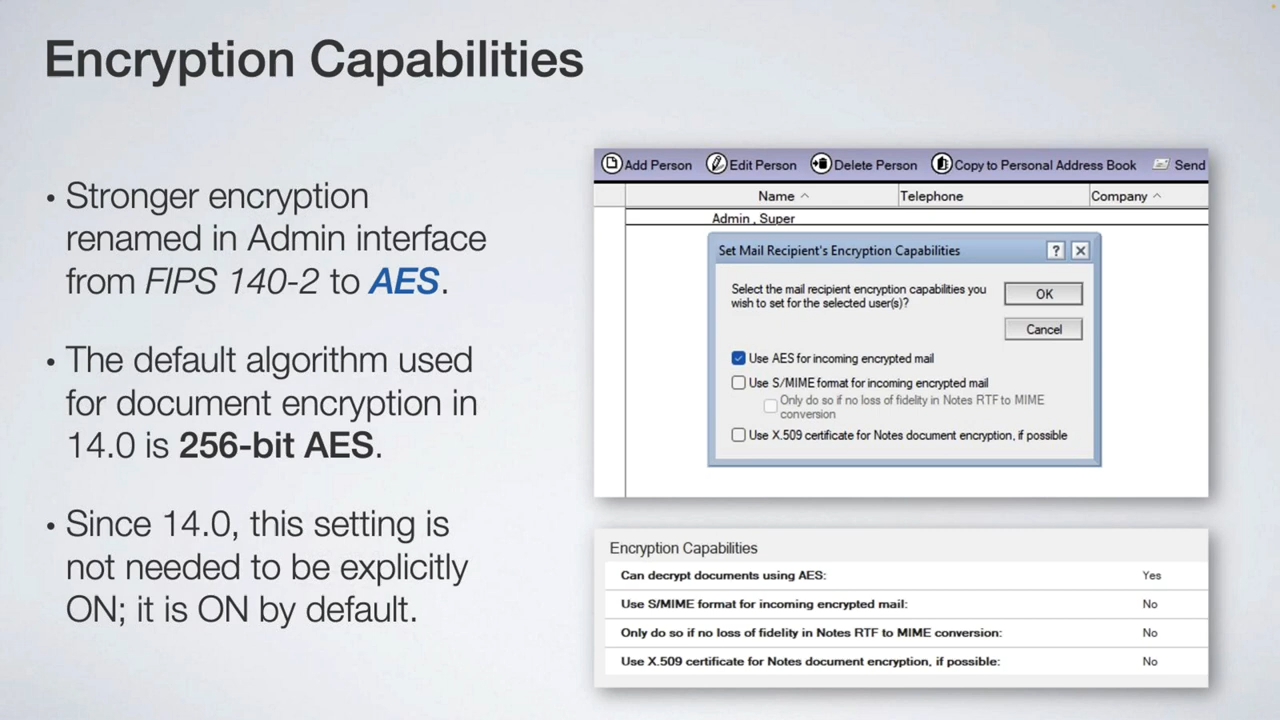 Encryption Capabilities
• Stronger encryption
renamed in Admin interface
from FIPS 140-2 to AES.
• The default algorithm used
for document encryption in
14.0 is 256-bit AES.
• Since 14.0, this setting is
not needed to be explicitly
ON; it is ON by default.
Add Person Edit Person Delete Person Copy to Personal Address Book Send
Name Telephone Company
Admin , Super
Set Mail Recipient's Encryption Capabilities ?
Select the mail recipient encryption capabilities you
wish to set for the selected user(s)?
OK
Cancel
Use AES for incoming encrypted mail
Use S/MIME format for incoming encrypted mail
Only do so if no loss of fidelity in Notes RTF to MIME
conversion
Use X.509 certificate for Notes document encryption, if possible
Encryption Capabilities
Can decrypt documents using AES: Yes
Use S/MIME format for incoming encrypted mail: No
Only do so if no loss of fidelity in Notes RTF to MIME conversion: No
Use X.509 certificate for Notes document encryption, if possible: No